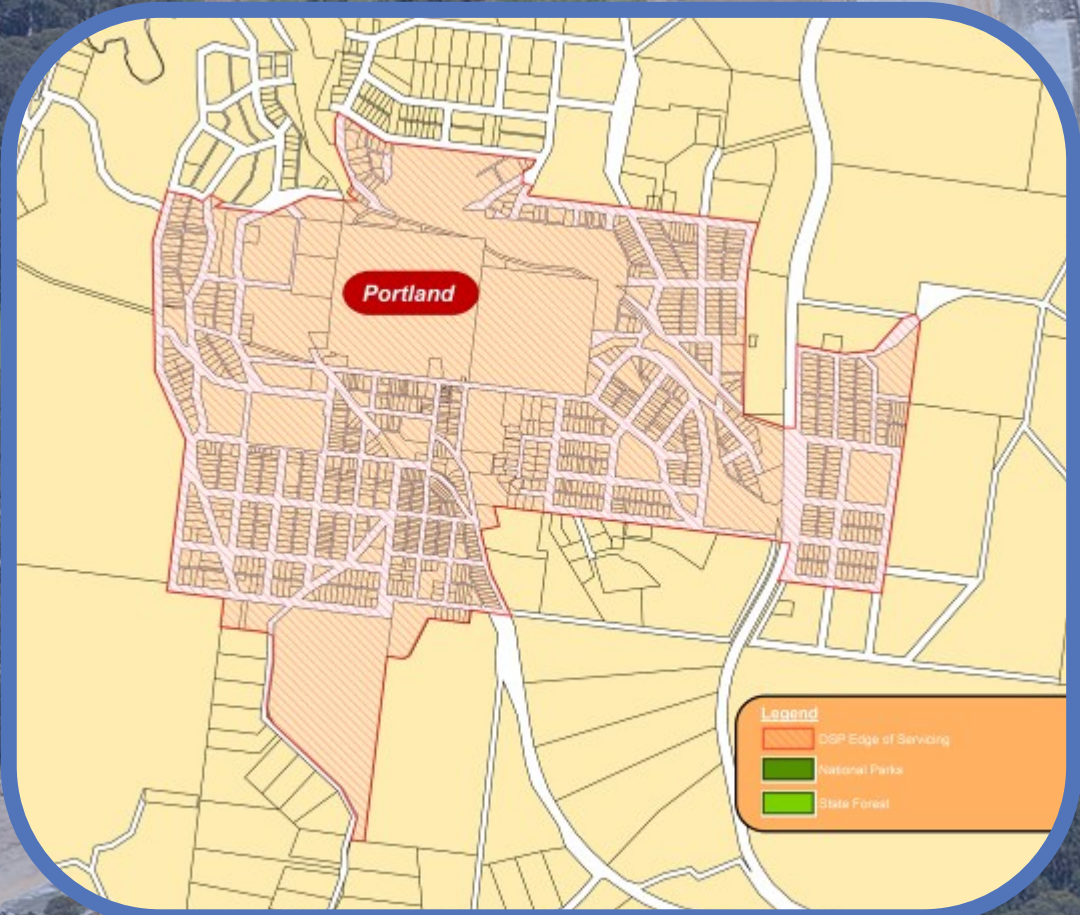 Portland
Legend
DSP Edge of Servicing
National Parks
State Forest